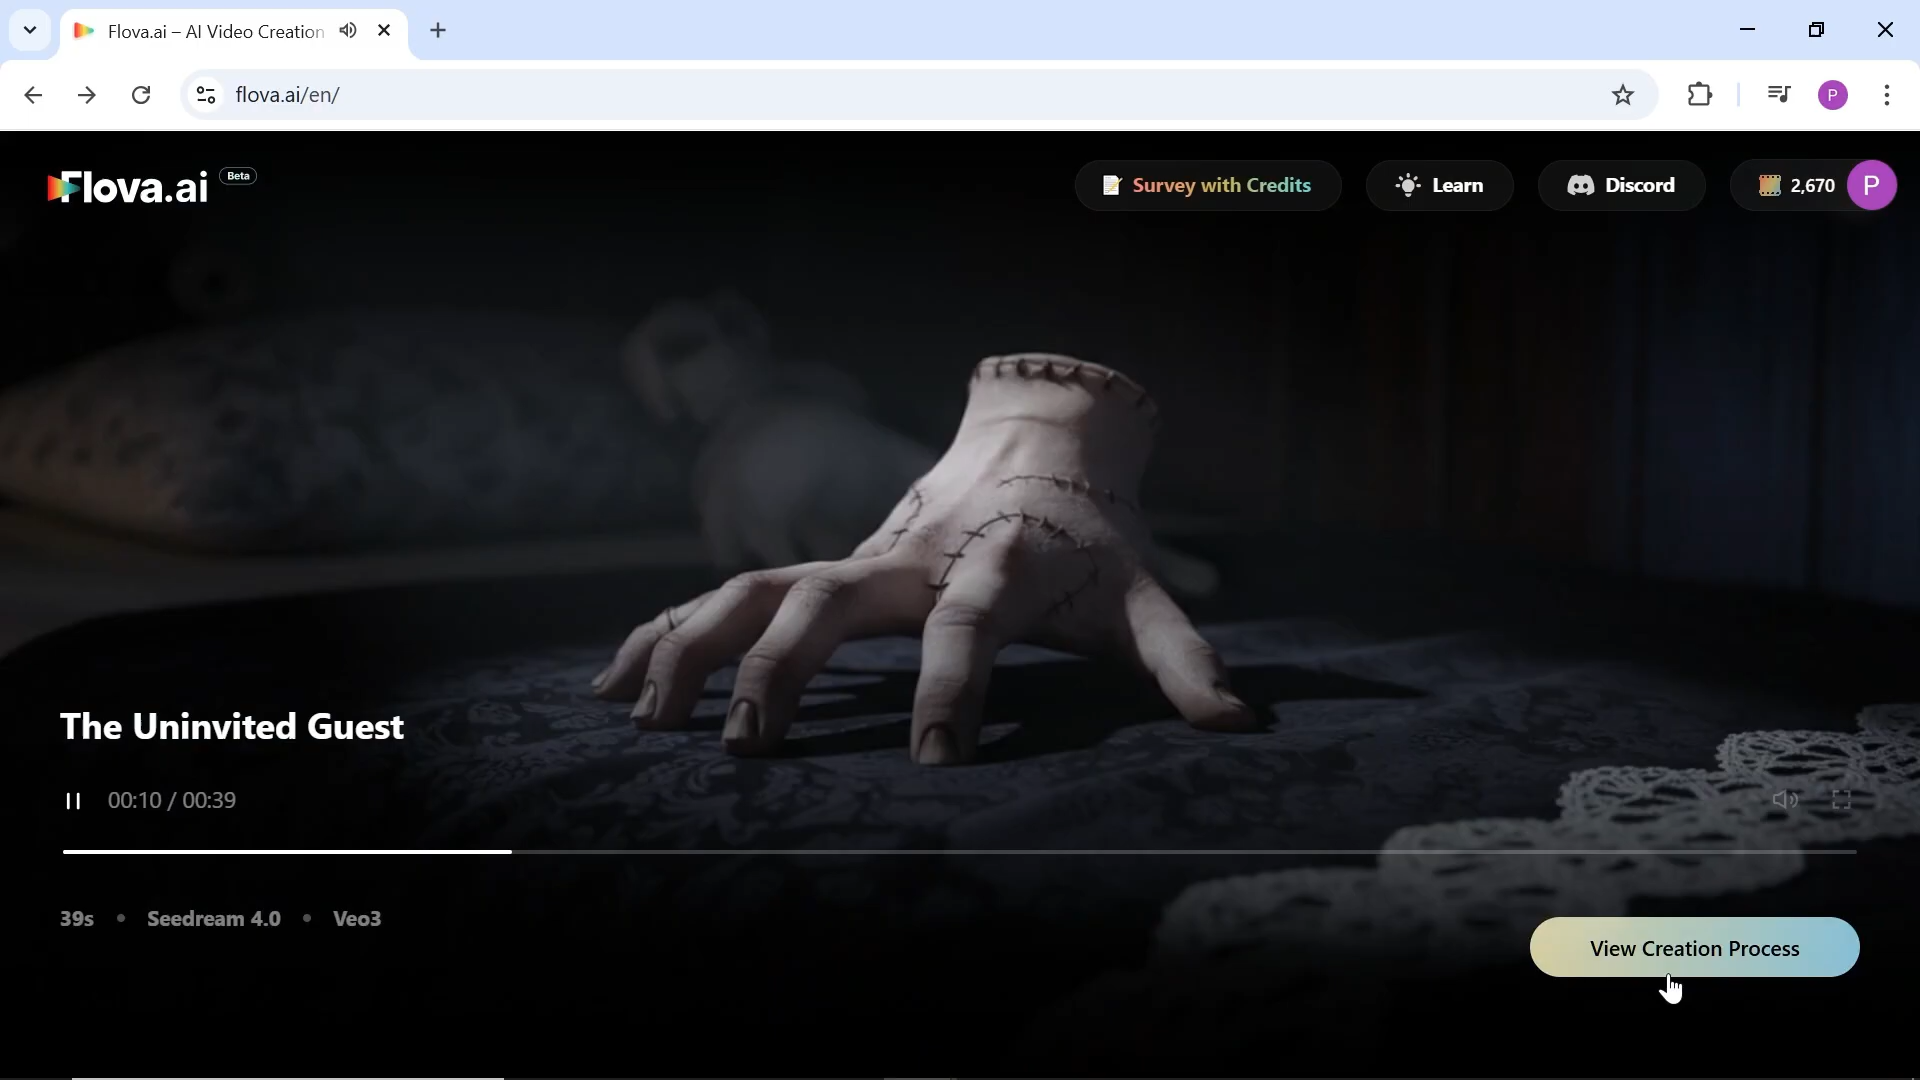 Flova.ai – AI Video Creation
flova.ai/en/
P
Flova.ai Beta
Survey with Credits
Learn
Discord
2,670
P
The Uninvited Guest
00:10 / 00:39
39s • Seedream 4.0 • Veo3
View Creation Process